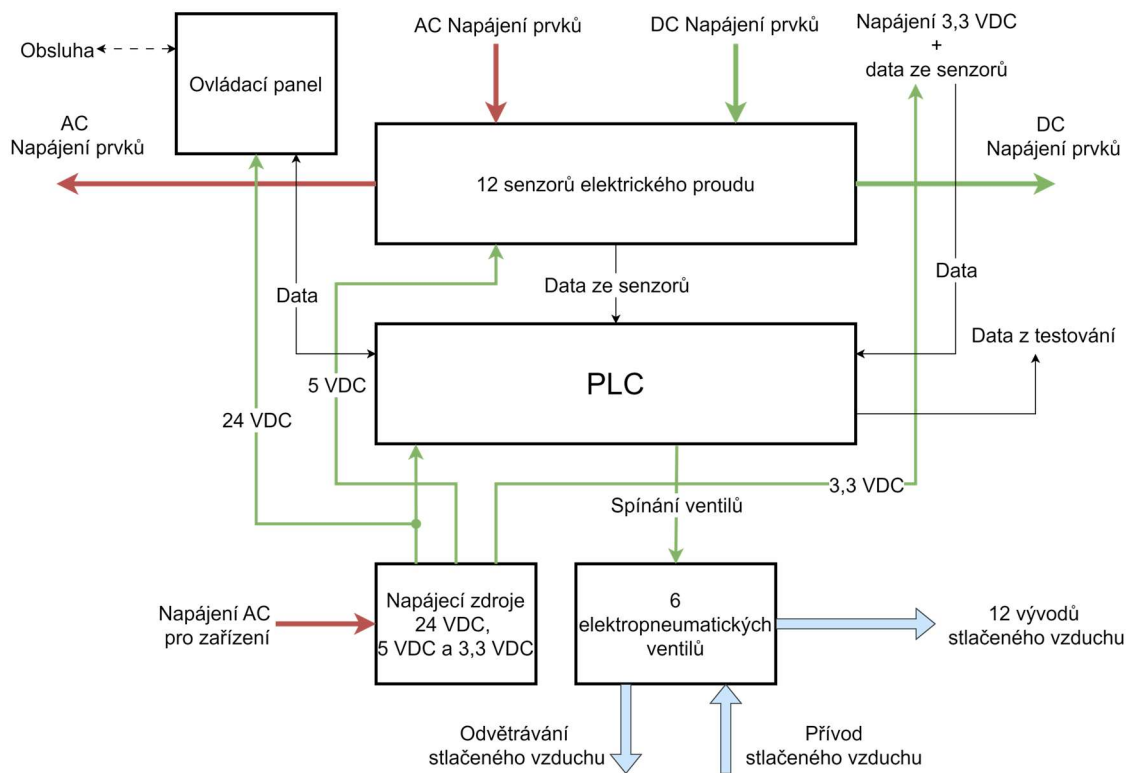 AC Napájení prvků
DC Napájení prvků
Napájení 3,3 VDC
+
data ze senzorů
Obsluha
Ovládací panel
AC
Napájení prvků
12 senzorů elektrického proudu
DC
Napájení prvků
Data
Data ze senzorů
Data
Data z testování
5 VDC
PLC
24 VDC
3,3 VDC
Spínání ventilů
Napájení AC
pro zařízení
Napájecí zdroje
24 VDC,
5 VDC a 3,3 VDC
6
elektropneumatických
ventilů
12 vývodů
stlačeného vzduchu
Odvětrávání
stlačeného vzduchu
Přívod
stlačeného vzduchu